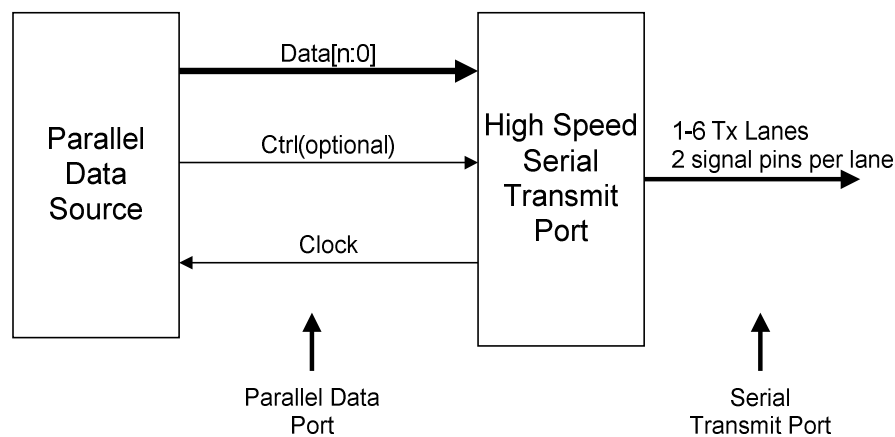 Parallel
Data
Source
Data[n:0]
Ctrl(optional)
Clock
High Speed
Serial
Transmit
Port
1-6 Tx Lanes
2 signal pins per lane
Parallel Data
Port
Serial
Transmit Port